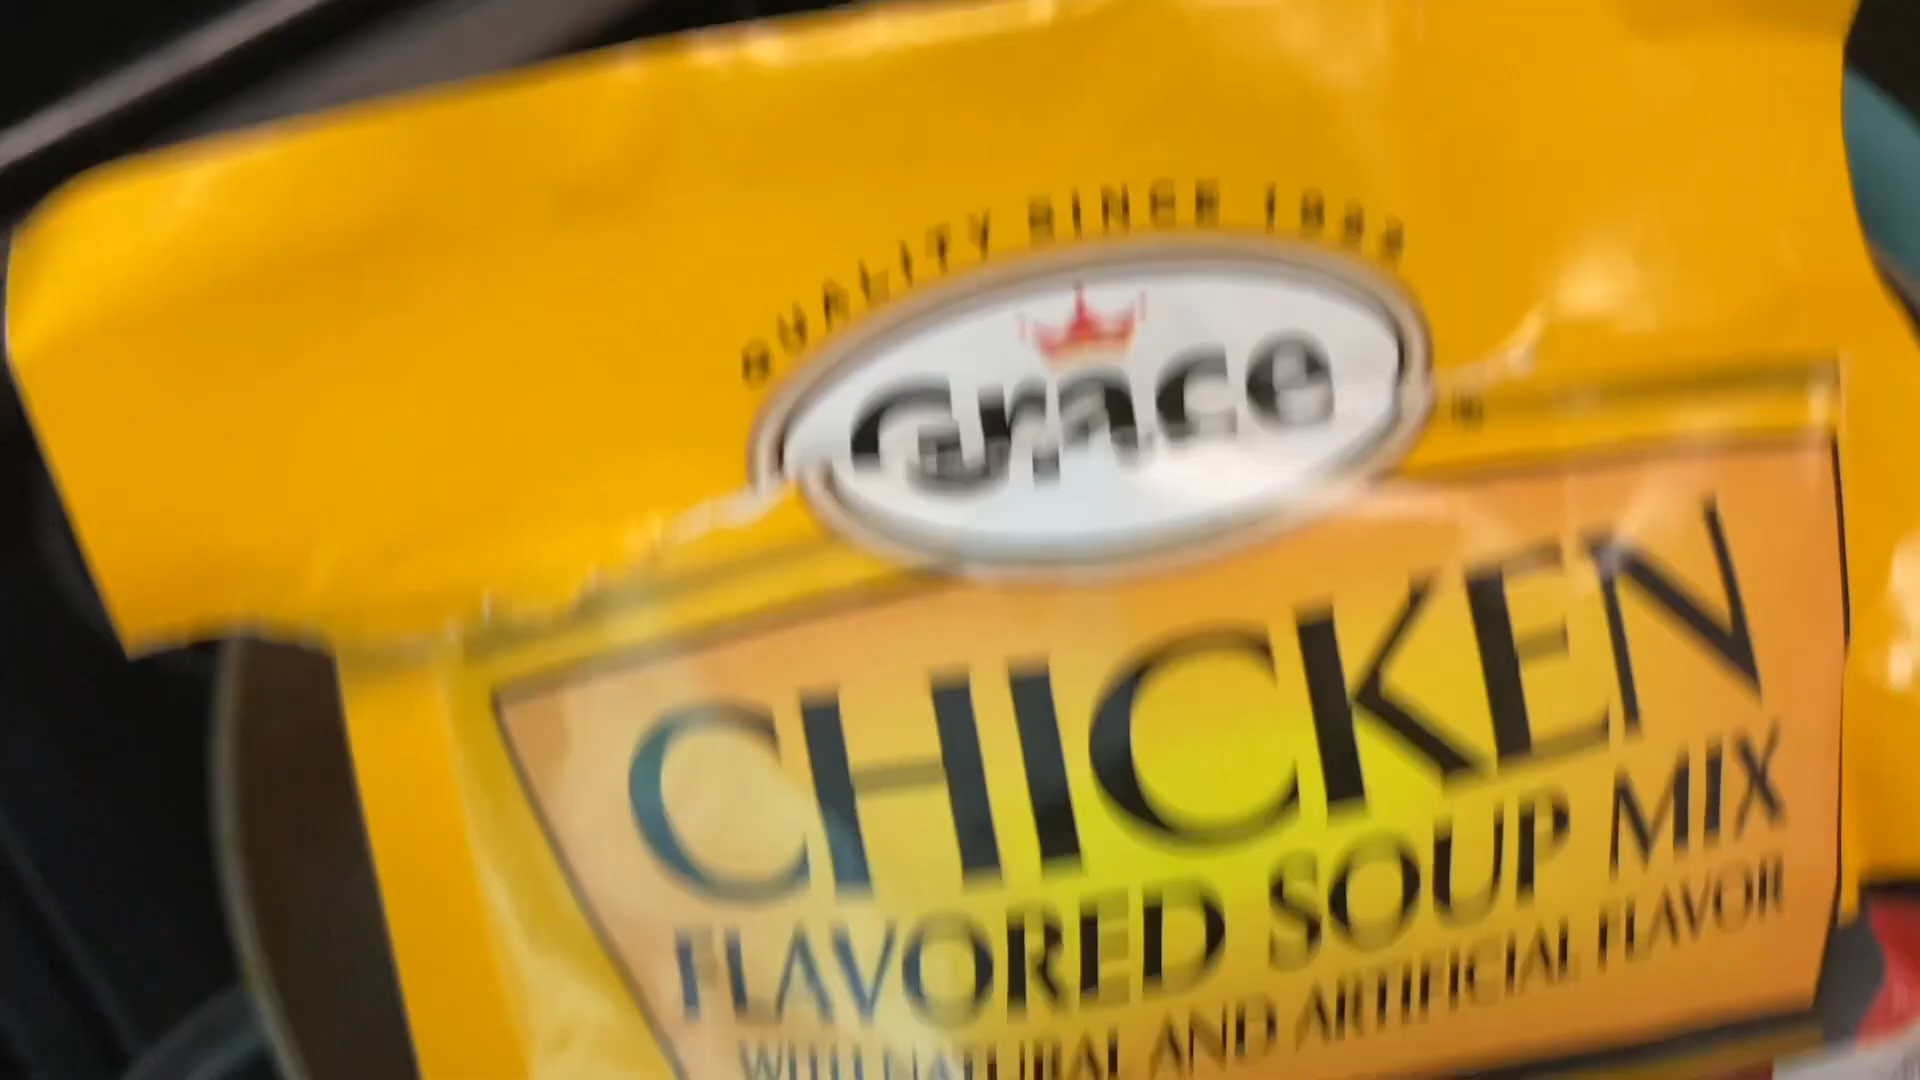 QUALITY SINCE 1922
Grace
CHICKEN
FLAVORED SOUP MIX
WITH NATURAL AND ARTIFICIAL FLAVOR